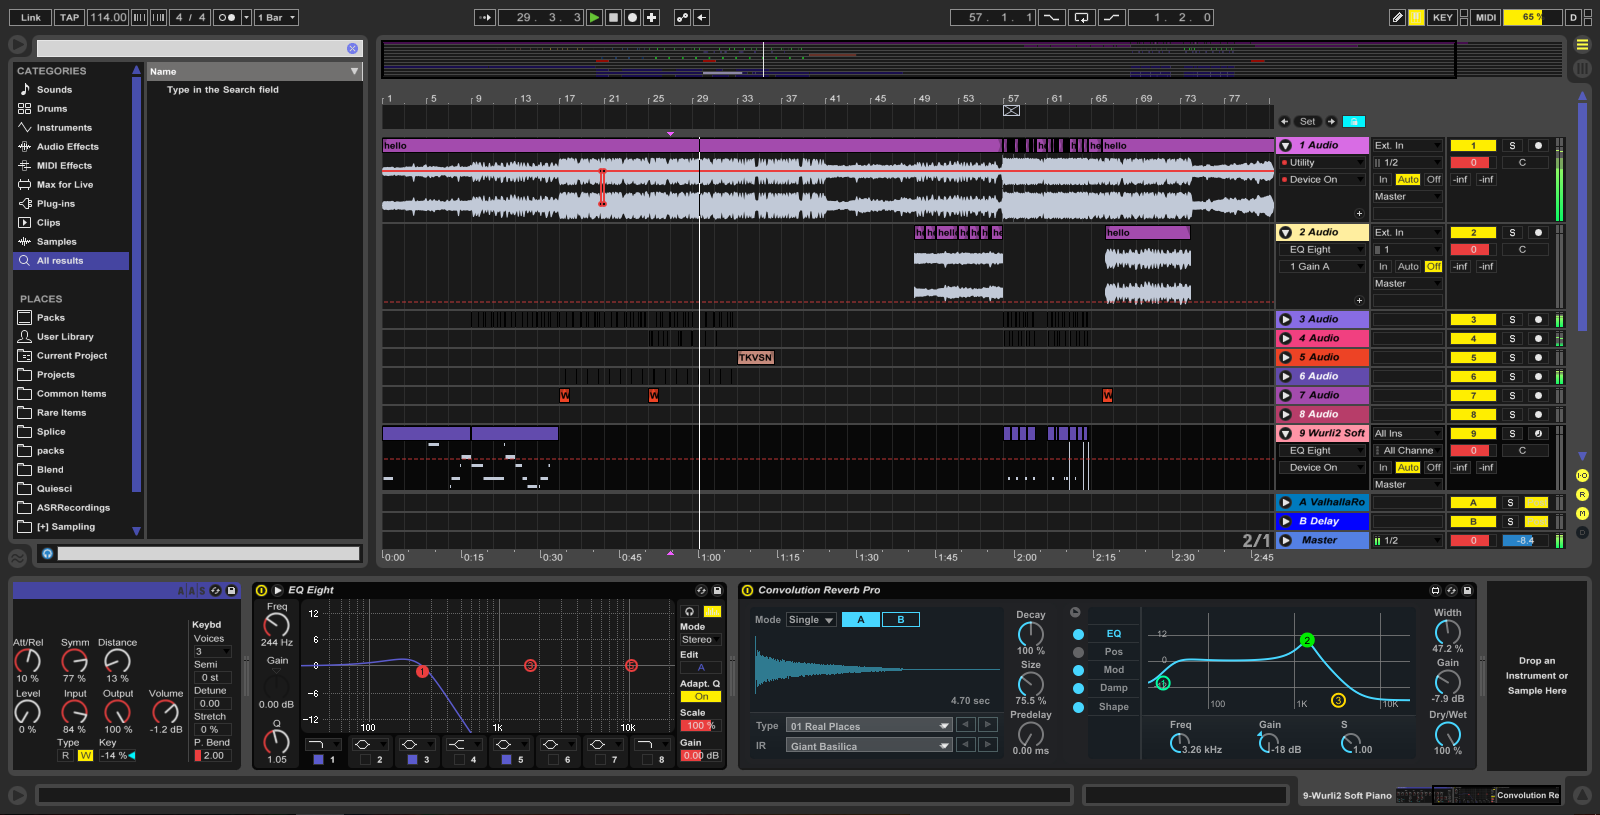 Link TAP 114.00 4 / 4 1 Bar 29. 3. 3 57. 1. 1 1. 2. 0 KEY MIDI 65 % D
CATEGORIES
Sounds
Drums
Instruments
Audio Effects
MIDI Effects
Max for Live
Plug-ins
Clips
Samples
All results
PLACES
Packs
User Library
Current Project
Projects
Common Items
Rare Items
Splice
packs
Blend
Quiesci
ASRRecordings
[+] Sampling
Name
Type in the Search field
1 5 9 13 17 21 25 29 33 37 41 45 49 53 57 61 65 69 73 77
Set
hello hello
hello hello
TKVSN
W W W
1 Audio Ext. In 1 S
Utility 1/2 0 C
Device On In Auto Off -inf -inf
Master
2 Audio Ext. In 2 S
EQ Eight 1 0 C
1 Gain A In Auto Off -inf -inf
Master
3 Audio 3 S
4 Audio 4 S
5 Audio 5 S
6 Audio 6 S
7 Audio 7 S
8 Audio 8 S
9 Wurli2 Soft All Ins 9 S
EQ Eight All Channe 0 C
Device On In Auto Off -inf -inf
Master
A ValhallaRo A S
B Delay B S
2/1 Master 1/2 0 -8.4
0:00 0:15 0:30 0:45 1:00 1:15 1:30 1:45 2:00 2:15 2:30 2:45
AAS
Keybd
Voices
3
Semi
0 st
Detune
0.00
Stretch
0 %
P. Bend
2.00
Att/Rel Symm Distance
10 % 77 % 13 %
Level Input Output Volume
0 % 84 % 100 % -1.2 dB
Type Key
R W -14 %
EQ Eight
Freq
244 Hz
Gain
0.00 dB
Q
1.05
12
6
0
-6
-12
100 1k 10k
1 3 5
1 2 3 4 5 6 7 8
Mode
Stereo
Edit
A
Adapt. Q
On
Scale
100 %
Gain
0.00 dB
Convolution Reverb Pro
Mode Single A B
4.70 sec
Type 01 Real Places
IR Giant Basilica
Decay
100 %
Size
75.5 %
Predelay
0.00 ms
EQ
Pos
Mod
Damp
Shape
12
0
100 1K 10K
2
3
Freq Gain S
3.26 kHz -18 dB 1.00
Width
47.2 %
Gain
-7.9 dB
Dry/Wet
100 %
Drop an
Instrument or
Sample Here
9-Wurli2 Soft Piano Convolution Re